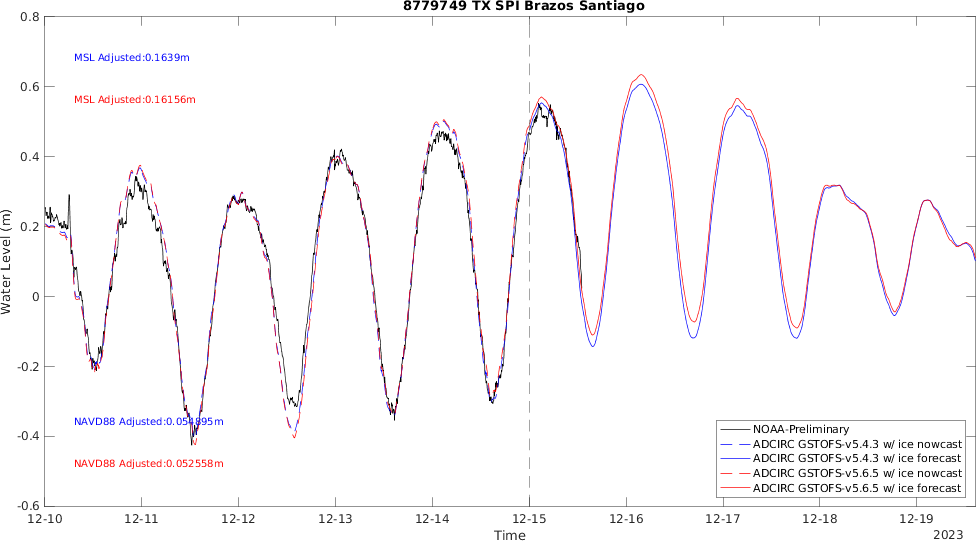 8779749 TX SPI Brazos Santiago
0.8
0.6
0.4
0.2
0
-0.2
-0.4
-0.6
Water Level (m)
MSL Adjusted:0.1639m
MSL Adjusted:0.16156m
NAVD88 Adjusted:0.054895m
NAVD88 Adjusted:0.052558m
NOAA-Preliminary
ADCIRC GSTOFS-v5.4.3 w/ ice nowcast
ADCIRC GSTOFS-v5.4.3 w/ ice forecast
ADCIRC GSTOFS-v5.6.5 w/ ice nowcast
ADCIRC GSTOFS-v5.6.5 w/ ice forecast
12-10 12-11 12-12 12-13 12-14 12-15 12-16 12-17 12-18 12-19
Time
2023